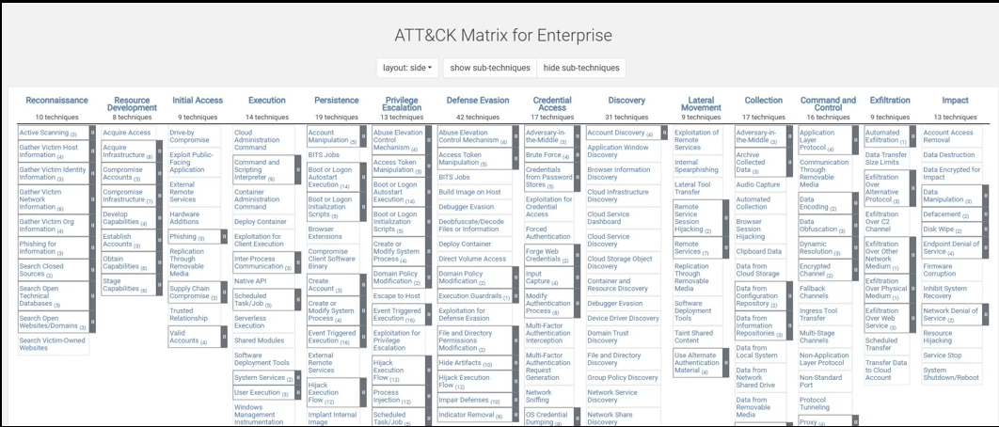 ATT&CK Matrix for Enterprise
layout: side
show sub-techniques
hide sub-techniques
Reconnaissance
10 techniques
Active Scanning (3)
Gather Victim Host
Information (4)
Gather Victim Identity
Information (3)
Gather Victim
Network
Information (6)
Gather Victim Org
Information (4)
Phishing for
Information (3)
Search Closed
Sources (2)
Search Open
Technical
Databases (5)
Search Open
Websites/Domains (3)
Search Victim-Owned
Websites
Resource
Development
8 techniques
Acquire Access
Acquire
Infrastructure (8)
Compromise
Accounts (3)
Compromise
Infrastructure (7)
Develop
Capabilities (4)
Establish
Accounts (3)
Obtain
Capabilities (6)
Stage
Capabilities (6)
Initial Access
9 techniques
Drive-by
Compromise
Exploit Public-
Facing
Application
External
Remote
Services
Hardware
Additions
Phishing (3)
Replication
Through
Removable
Media
Supply Chain
Compromise (3)
Trusted
Relationship
Valid
Accounts (4)
Execution
14 techniques
Cloud
Administration
Command
Command and
Scripting
Interpreter (9)
Container
Administration
Command
Deploy Container
Exploitation for
Client Execution
Inter-Process
Communication (3)
Native API
Scheduled
Task/Job (5)
Serverless
Execution
Shared Modules
Software
Deployment Tools
System Services (2)
User Execution (3)
Windows
Management
Instrumentation
Persistence
19 techniques
Account
Manipulation (5)
BITS Jobs
Boot or Logon
Autostart
Execution (14)
Boot or Logon
Initialization
Scripts (5)
Browser
Extensions
Compromise
Client Software
Binary
Create
Account (3)
Create or
Modify System
Process (4)
Event Triggered
Execution (16)
External
Remote
Services
Hijack
Execution
Flow (12)
Implant Internal
Image
Privilege
Escalation
13 techniques
Abuse Elevation
Control
Mechanism (4)
Access Token
Manipulation (5)
Boot or Logon
Autostart
Execution (14)
Boot or Logon
Initialization
Scripts (5)
Create or
Modify System
Process (4)
Domain Policy
Modification (2)
Escape to Host
Event Triggered
Execution (16)
Exploitation for
Privilege
Escalation
Hijack
Execution
Flow (12)
Process
Injection (12)
Scheduled
Task/Job (5)
Defense Evasion
42 techniques
Abuse Elevation
Control Mechanism (4)
Access Token
Manipulation (5)
BITS Jobs
Build Image on Host
Debugger Evasion
Deobfuscate/Decode
Files or Information
Deploy Container
Direct Volume Access
Domain Policy
Modification (2)
Execution Guardrails (1)
Exploitation for
Defense Evasion
File and Directory
Permissions
Modification (2)
Hide Artifacts (10)
Hijack Execution
Flow (12)
Impair Defenses (10)
Indicator Removal (9)
Credential
Access
17 techniques
Adversary-
in-the-
Middle (3)
Brute Force (4)
Credentials
from Password
Stores (5)
Exploitation for
Credential
Access
Forced
Authentication
Forge Web
Credentials (2)
Input
Capture (4)
Modify
Authentication
Process (8)
Multi-Factor
Authentication
Interception
Multi-Factor
Authentication
Request
Generation
Network
Sniffing
OS Credential
Dumping (8)
Discovery
31 techniques
Account Discovery (4)
Application Window
Discovery
Browser Information
Discovery
Cloud Infrastructure
Discovery
Cloud Service
Dashboard
Cloud Service
Discovery
Cloud Storage Object
Discovery
Container and
Resource Discovery
Debugger Evasion
Device Driver Discovery
Domain Trust
Discovery
File and Directory
Discovery
Group Policy Discovery
Network Service
Discovery
Network Share
Discovery
Lateral
Movement
9 techniques
Exploitation of
Remote
Services
Internal
Spearphishing
Lateral Tool
Transfer
Remote
Service
Session
Hijacking (2)
Remote
Services (7)
Replication
Through
Removable
Media
Software
Deployment
Tools
Taint Shared
Content
Use Alternate
Authentication
Material (4)
Collection
17 techniques
Adversary-in-
the-Middle (3)
Archive
Collected
Data (3)
Audio Capture
Automated
Collection
Browser
Session
Hijacking
Clipboard Data
Data from
Cloud Storage
Data from
Configuration
Repository (2)
Data from
Information
Repositories (3)
Data from
Local System
Data from
Network
Shared Drive
Data from
Removable
Media
Command and
Control
16 techniques
Application
Layer
Protocol (4)
Communication
Through
Removable
Media
Data
Encoding (2)
Data
Obfuscation (3)
Dynamic
Resolution (3)
Encrypted
Channel (2)
Fallback
Channels
Ingress Tool
Transfer
Multi-Stage
Channels
Non-Application
Layer Protocol
Non-Standard
Port
Protocol
Tunneling
Proxy (4)
Exfiltration
9 techniques
Automated
Exfiltration (1)
Data Transfer
Size Limits
Exfiltration
Over
Alternative
Protocol (3)
Exfiltration
Over C2
Channel
Exfiltration
Over Other
Network
Medium (1)
Exfiltration
Over Physical
Medium (1)
Exfiltration
Over Web
Service (3)
Scheduled
Transfer
Transfer Data
to Cloud
Account
Impact
13 techniques
Account Access
Removal
Data Destruction
Data Encrypted for
Impact
Data
Manipulation (3)
Defacement (2)
Disk Wipe (2)
Endpoint Denial of
Service (4)
Firmware
Corruption
Inhibit System
Recovery
Network Denial of
Service (2)
Resource
Hijacking
Service Stop
System
Shutdown/Reboot